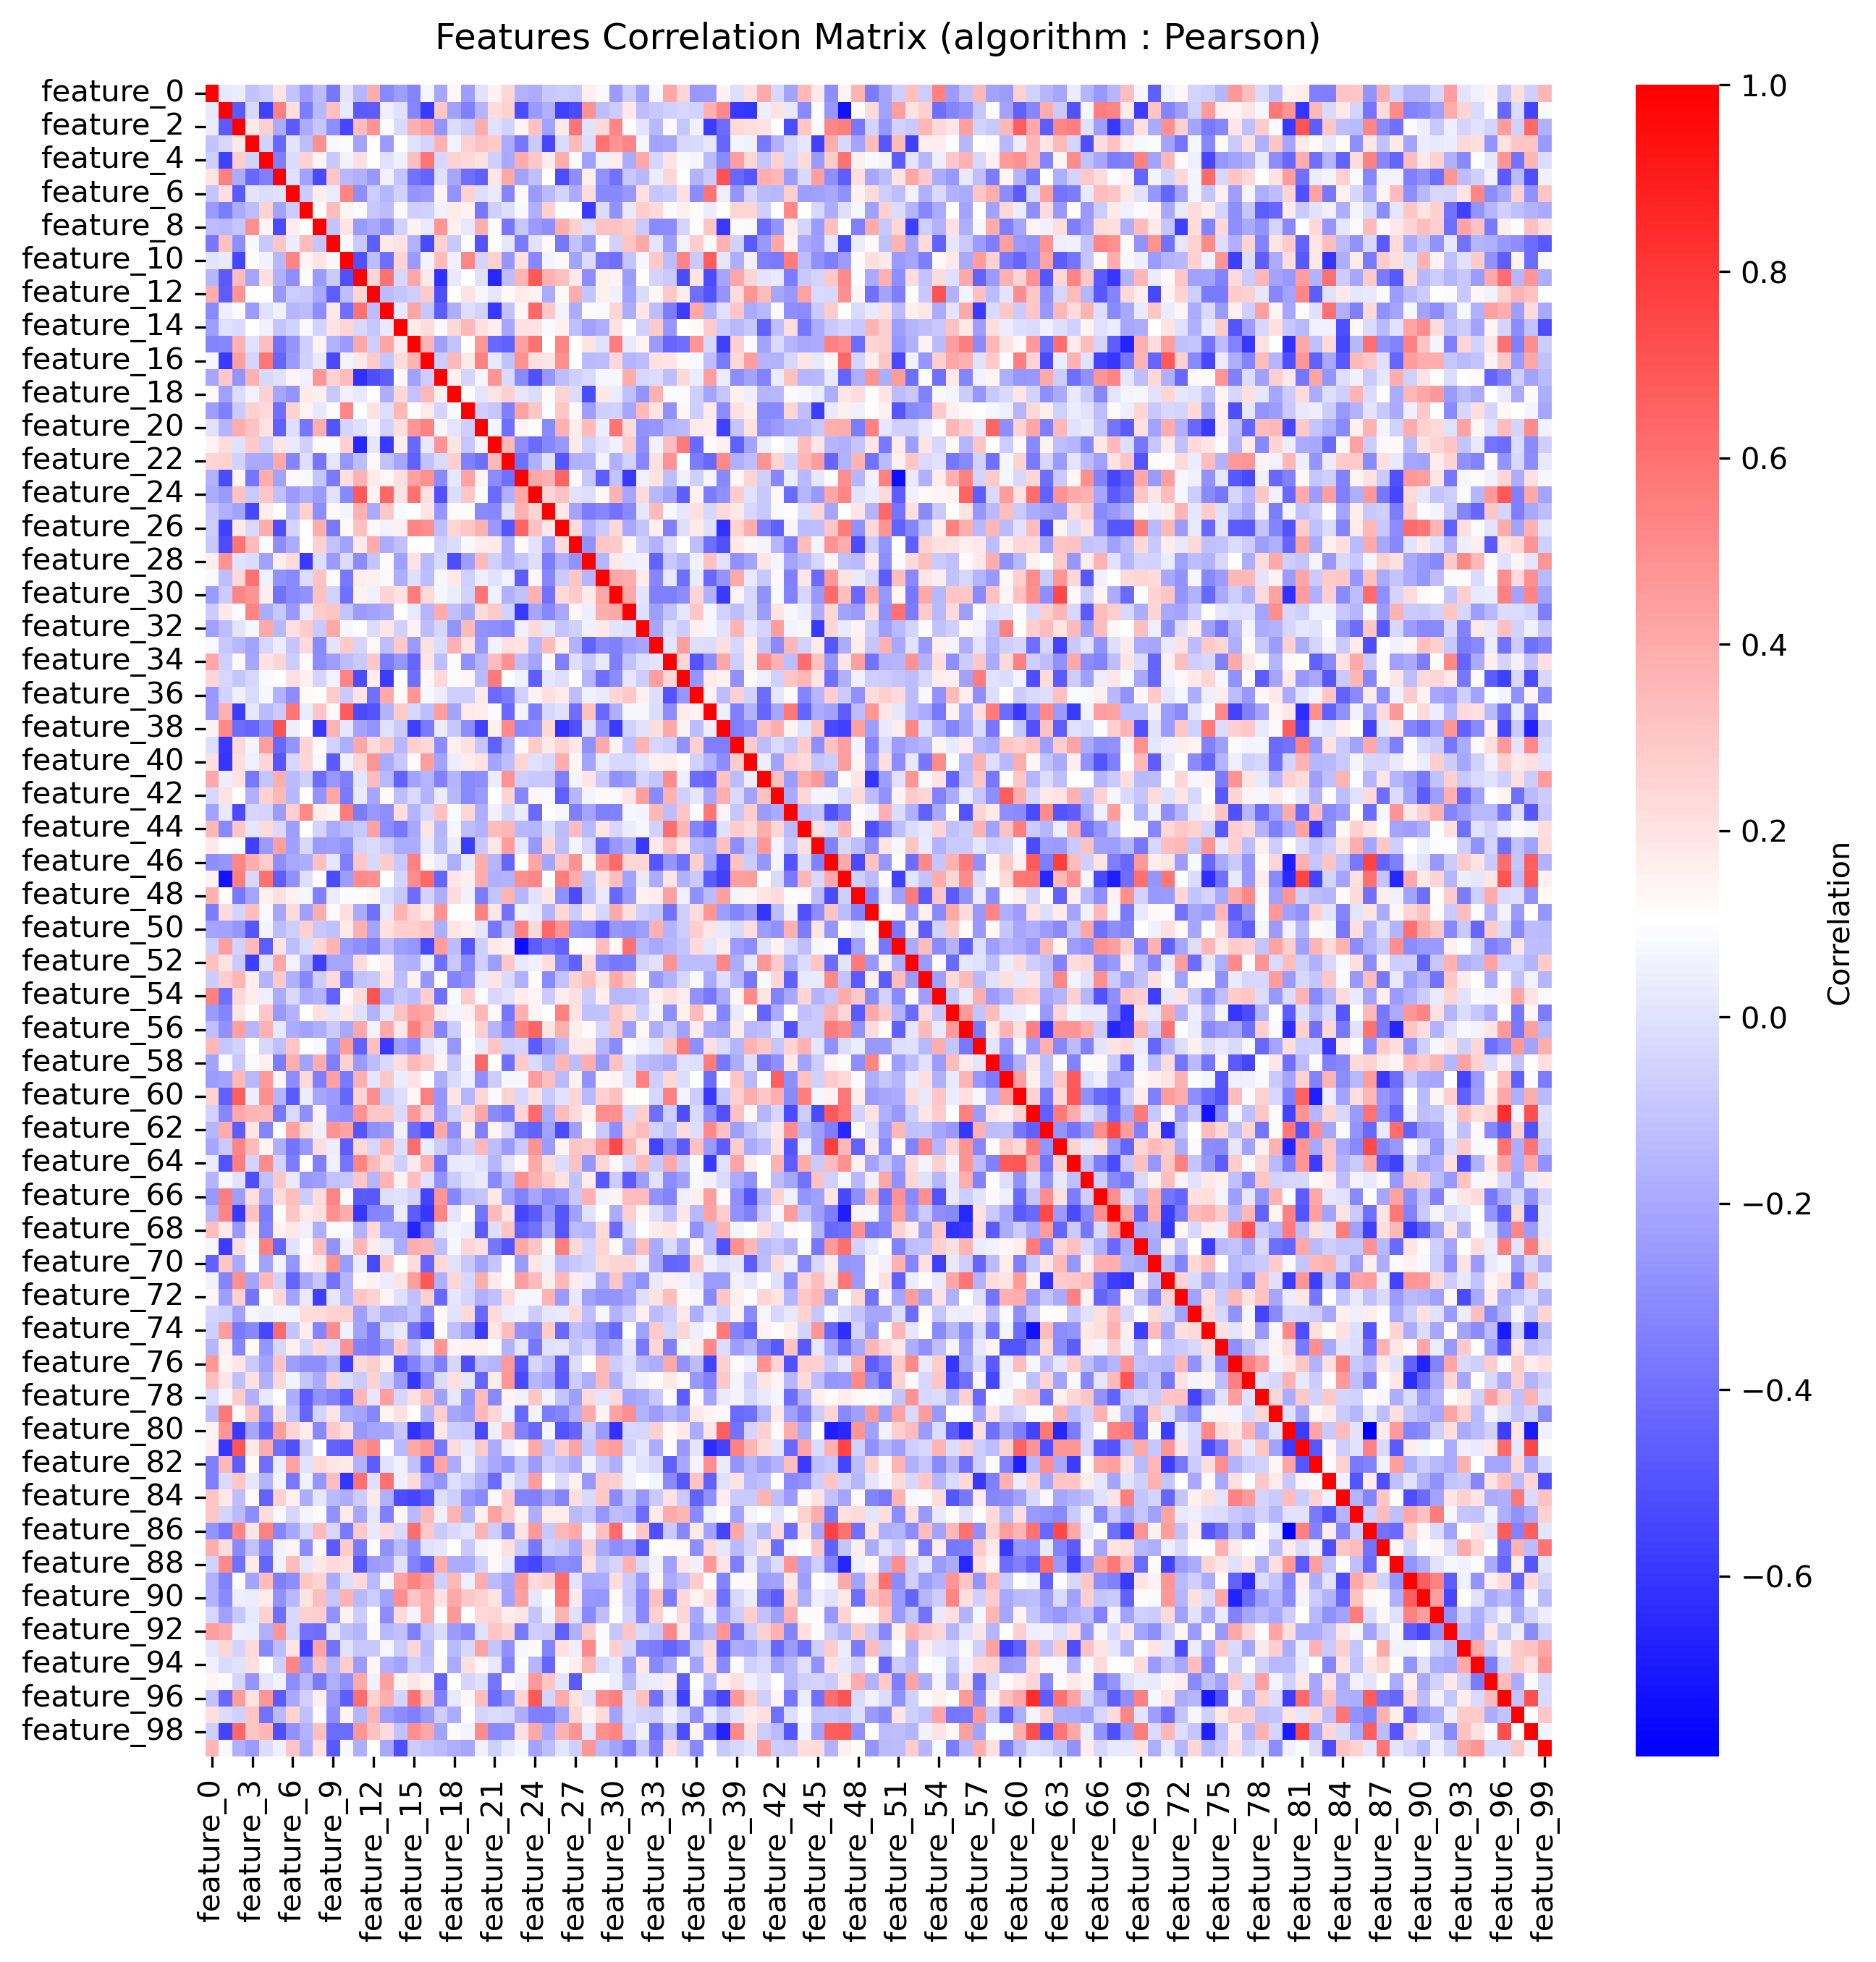 Features Correlation Matrix (algorithm : Pearson)
feature_0
feature_2
feature_4
feature_6
feature_8
feature_10
feature_12
feature_14
feature_16
feature_18
feature_20
feature_22
feature_24
feature_26
feature_28
feature_30
feature_32
feature_34
feature_36
feature_38
feature_40
feature_42
feature_44
feature_46
feature_48
feature_50
feature_52
feature_54
feature_56
feature_58
feature_60
feature_62
feature_64
feature_66
feature_68
feature_70
feature_72
feature_74
feature_76
feature_78
feature_80
feature_82
feature_84
feature_86
feature_88
feature_90
feature_92
feature_94
feature_96
feature_98
feature_0
feature_3
feature_6
feature_9
feature_12
feature_15
feature_18
feature_21
feature_24
feature_27
feature_30
feature_33
feature_36
feature_39
feature_42
feature_45
feature_48
feature_51
feature_54
feature_57
feature_60
feature_63
feature_66
feature_69
feature_72
feature_75
feature_78
feature_81
feature_84
feature_87
feature_90
feature_93
feature_96
feature_99
1.0
0.8
0.6
0.4
0.2
0.0
−0.2
−0.4
−0.6
Correlation